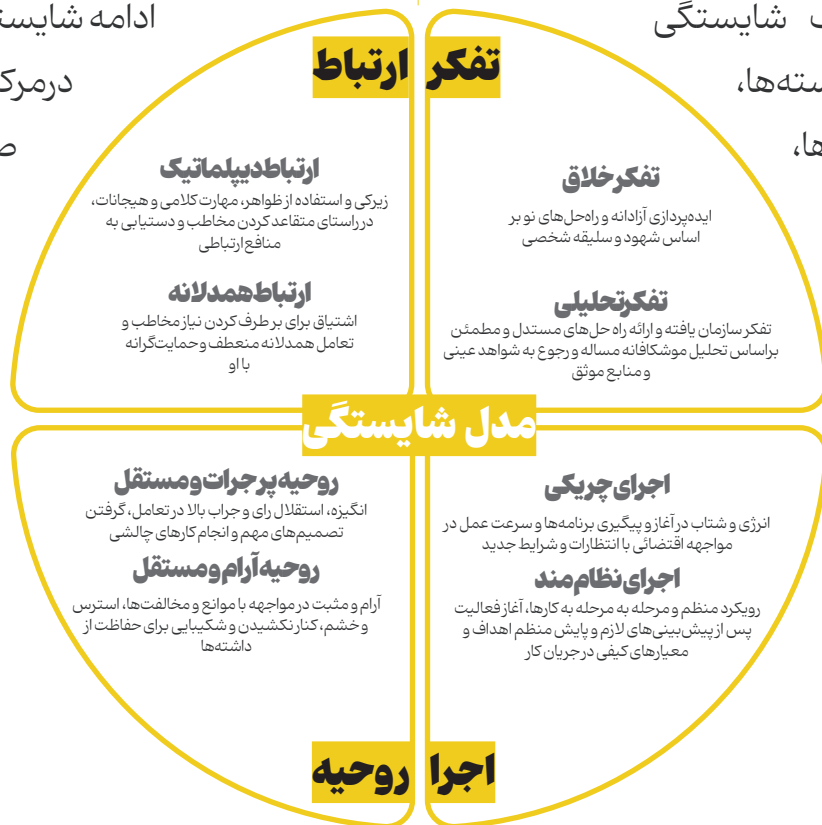 شایستگی
ادامه
درمرکز
تفکر
ارتباط
تفکر خلاق
ایده‌پردازی آزادانه و راه‌حل‌های نو بر
اساس شهود و سلیقه شخصی
تفکر تحلیلی
تفکر سازمان یافته و ارائه راه حل‌های مستدل و مطمئن
براساس تحلیل موشکافانه مساله و رجوع به شواهد عینی
و منابع موثق
ارتباط دیپلماتیک
زیرکی و استفاده از ظواهر، مهارت کلامی و هیجانات،
در راستای متقاعد کردن مخاطب و دستیابی به
منافع ارتباطی
ارتباط همدلانه
اشتیاق برای بر طرف کردن نیاز مخاطب و
تعامل همدلانه منعطف و حمایت‌گرانه
با او
مدل شایستگی
اجرای چریکی
انرژی و شتاب در آغاز و پیگیری برنامه‌ها و سرعت عمل در
مواجهه اقتضائی با انتظارات و شرایط جدید
اجرای نظام‌مند
رویکرد منظم و مرحله به مرحله به کارها، آغاز فعالیت
پس از پیش‌بینی‌های لازم و پایش منظم اهداف و
معیارهای کیفی در جریان کار
روحیه پر جرات و مستقل
انگیزه، استقلال رای و جراب بالا در تعامل، گرفتن
تصمیم‌های مهم و انجام کارهای چالشی
روحیه آرام و مستقل
آرام و مثبت در مواجهه با موانع و مخالفت‌ها، استرس
و خشم، کنار نکشیدن و شکیبایی برای حفاظت از
داشته‌ها
اجرا
روحیه